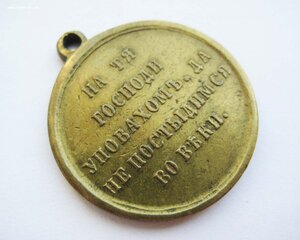 НА ТЯ
ГОСПОДИ
УПОВАХОМЪ, ДА
НЕ ПОСТЫДИМСЯ
ВО ВѢКИ.